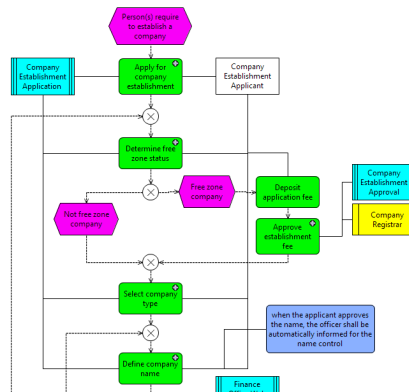 Person(s) require
to establish a
company
Company
Establishment
Application
Apply for
company
establishment
Company
Establishment
Applicant
Determine free
zone status
Free zone
company
Deposit
application fee
Company
Establishment
Approval
Not free zone
company
Approve
establishment
fee
Company
Registrar
Select company
type
when the applicant approves
the name, the officer shall be
automatically informed for the
name control
Define company
name
Finance